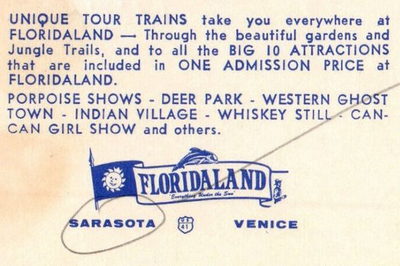 UNIQUE TOUR TRAINS take you everywhere at
FLORIDALAND — Through the beautiful gardens and
Jungle Trails, and to all the BIG 10 ATTRACTIONS
that are included in ONE ADMISSION PRICE at
FLORIDALAND.
PORPOISE SHOWS - DEER PARK - WESTERN GHOST
TOWN - INDIAN VILLAGE - WHISKEY STILL - CAN-
CAN GIRL SHOW and others.
FLORIDALAND
"Everything Under the Sun"
SARASOTA US 41 VENICE